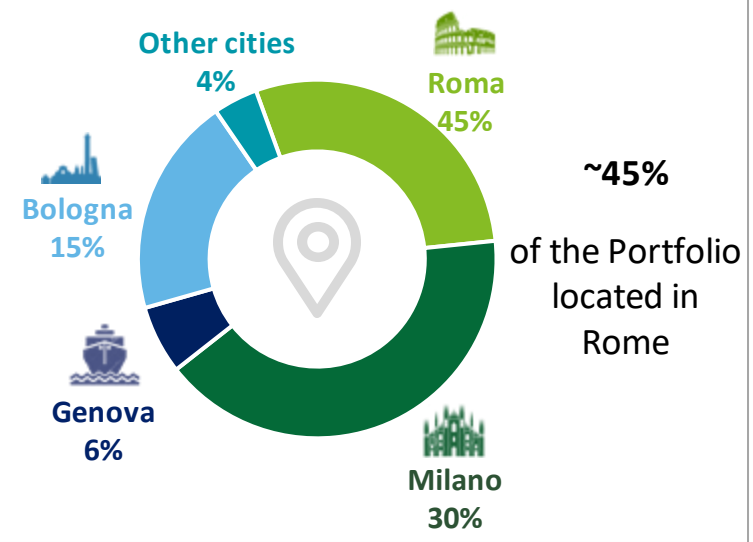 Other cities
4%
Roma
45%
~45%
of the Portfolio
located in
Rome
Bologna
15%
Genova
6%
Milano
30%